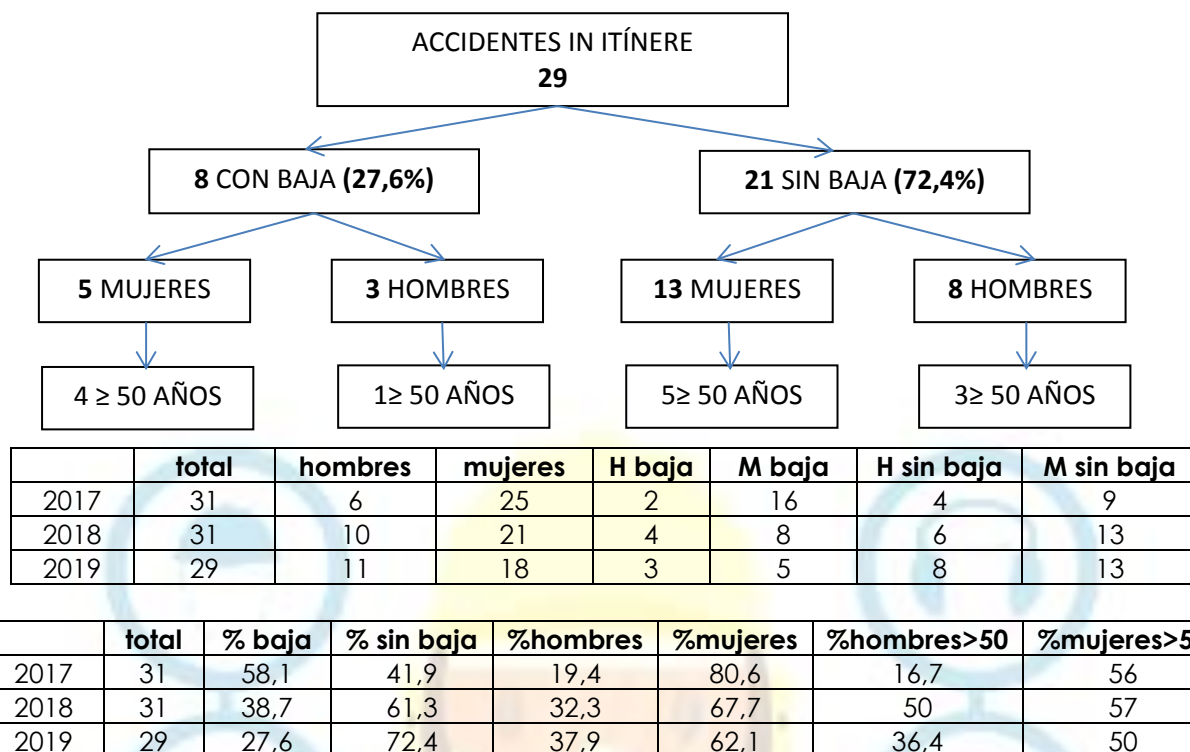 ACCIDENTES IN ITÍNERE
29
8 CON BAJA (27,6%)
21 SIN BAJA (72,4%)
5 MUJERES
3 HOMBRES
13 MUJERES
8 HOMBRES
4 ≥ 50 AÑOS
1≥ 50 AÑOS
5≥ 50 AÑOS
3≥ 50 AÑOS
total hombres mujeres H baja M baja H sin baja M sin baja
2017 31 6 25 2 16 4 9
2018 31 10 21 4 8 6 13
2019 29 11 18 3 5 8 13
total % baja % sin baja %hombres %mujeres %hombres>50 %mujeres>5
2017 31 58,1 41,9 19,4 80,6 16,7 56
2018 31 38,7 61,3 32,3 67,7 50 57
2019 29 27,6 72,4 37,9 62,1 36,4 50